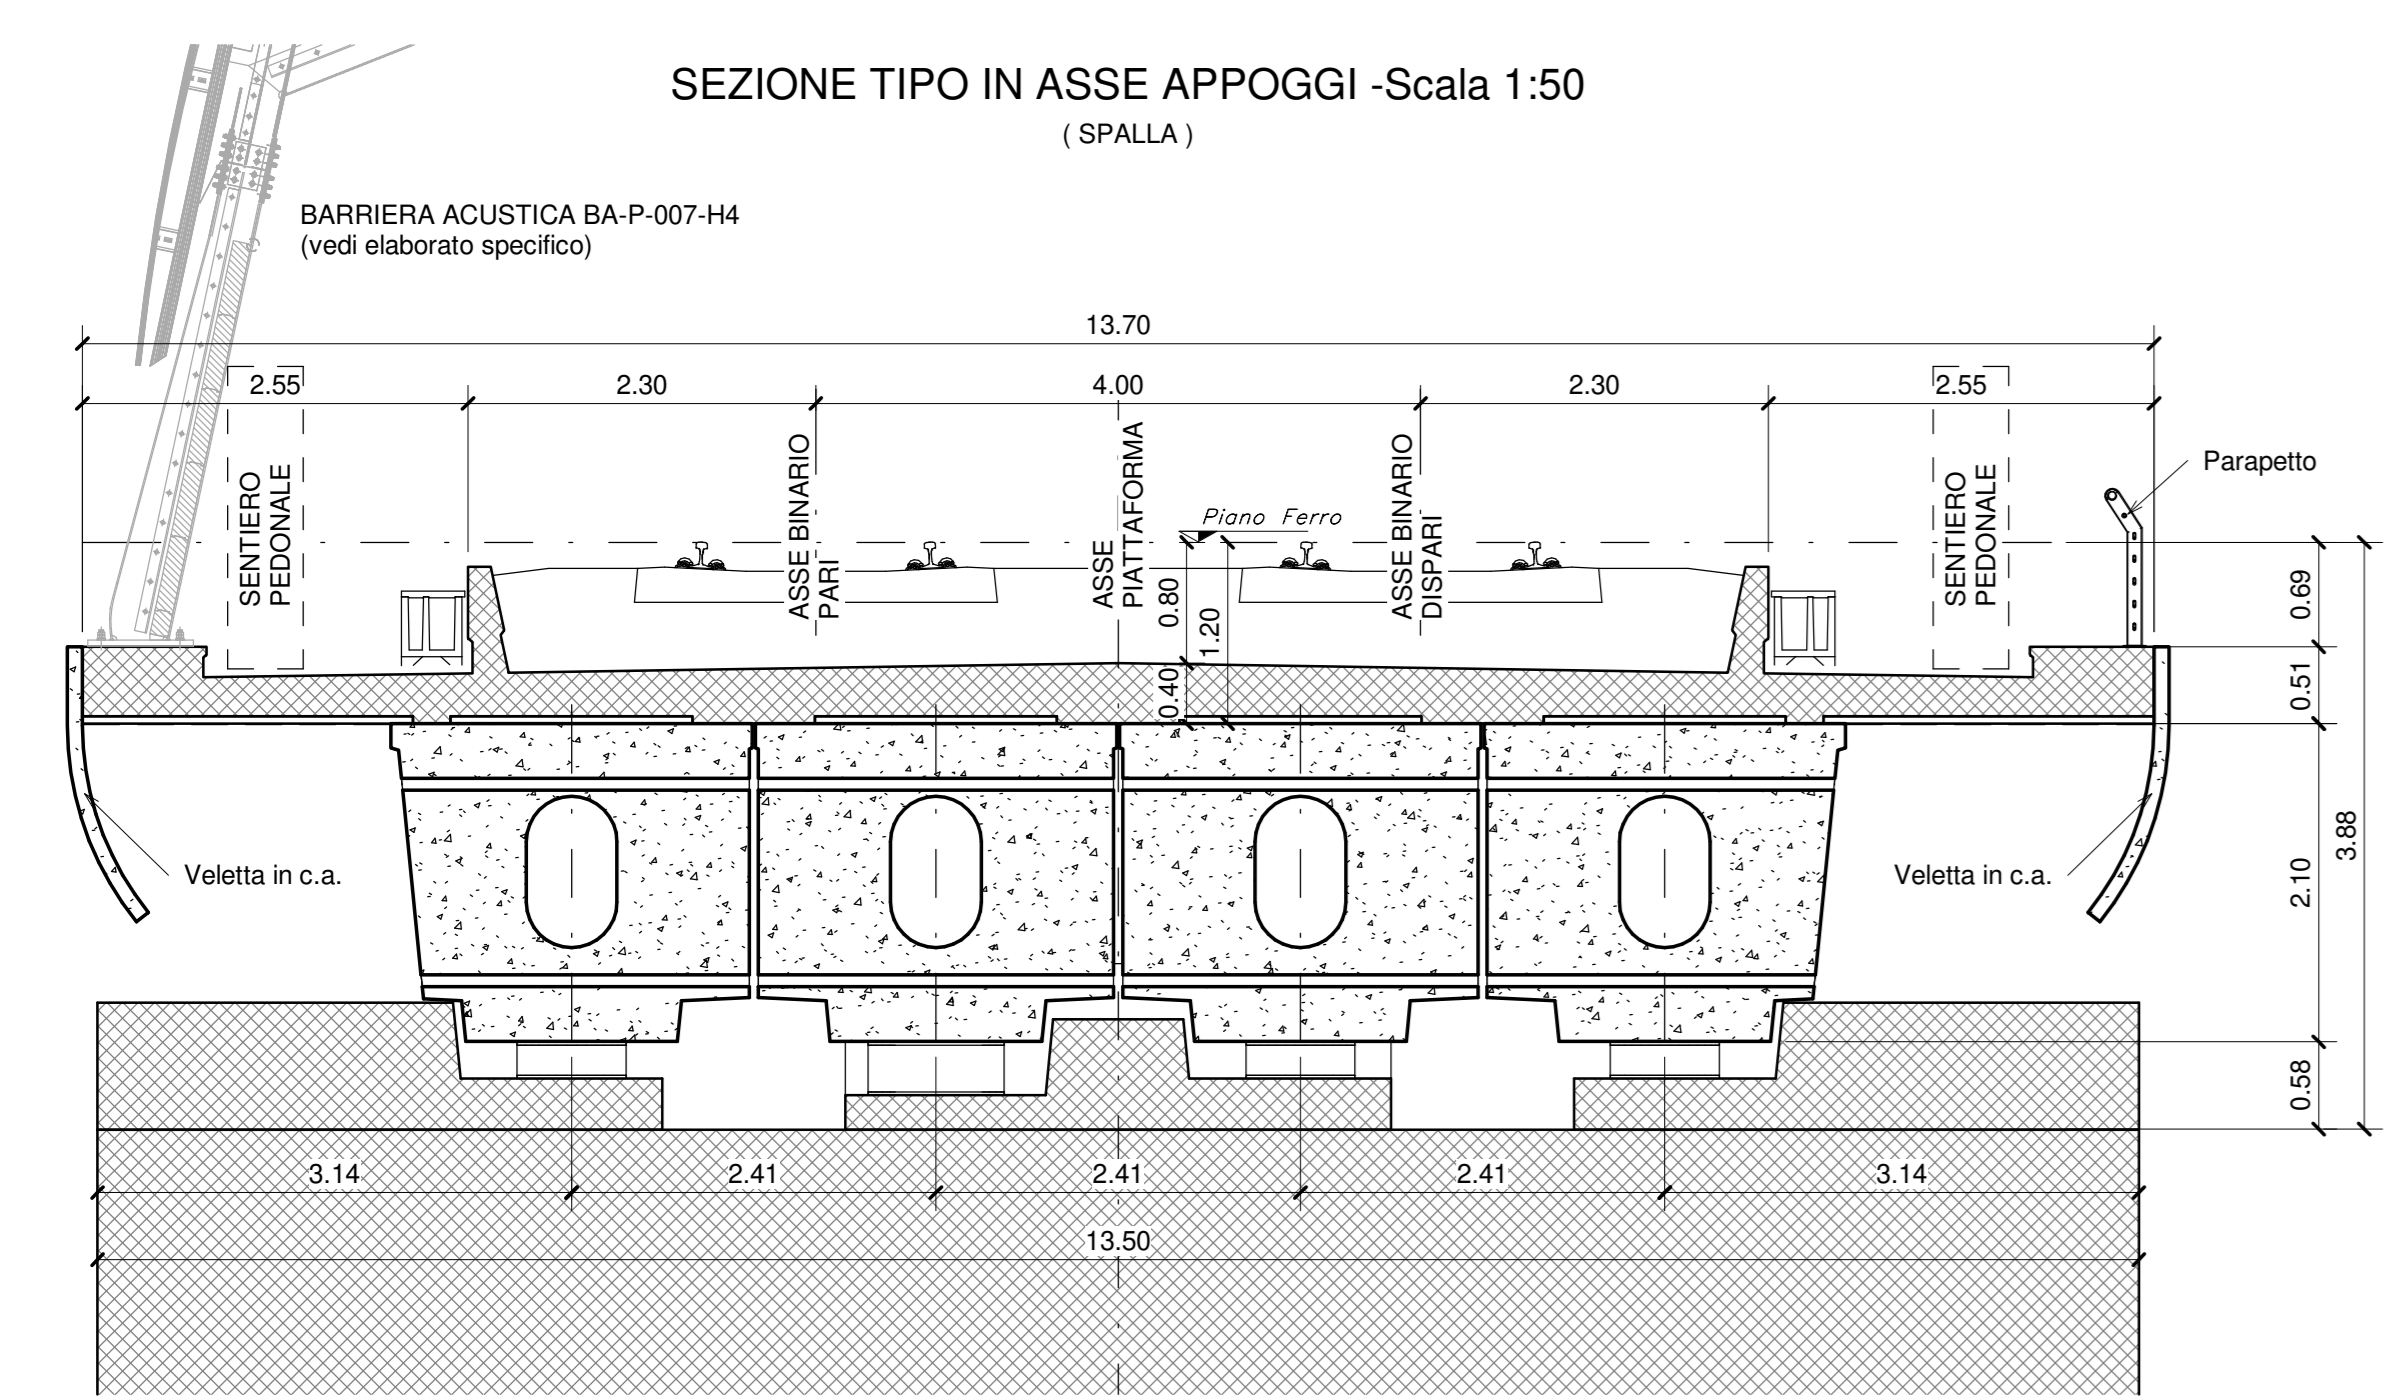 SEZIONE TIPO IN ASSE APPOGGI -Scala 1:50
( SPALLA )
BARRIERA ACUSTICA BA-P-007-H4
(vedi elaborato specifico)
13.70
2.55
2.30
4.00
2.30
2.55
SENTIERO
PEDONALE
ASSE BINARIO
PARI
ASSE
PIATTAFORMA
Piano Ferro
ASSE BINARIO
DISPARI
SENTIERO
PEDONALE
Parapetto
0.80
1.20
0.40
0.69
0.51
2.10
3.88
0.58
Veletta in c.a.
Veletta in c.a.
3.14
2.41
2.41
2.41
3.14
13.50